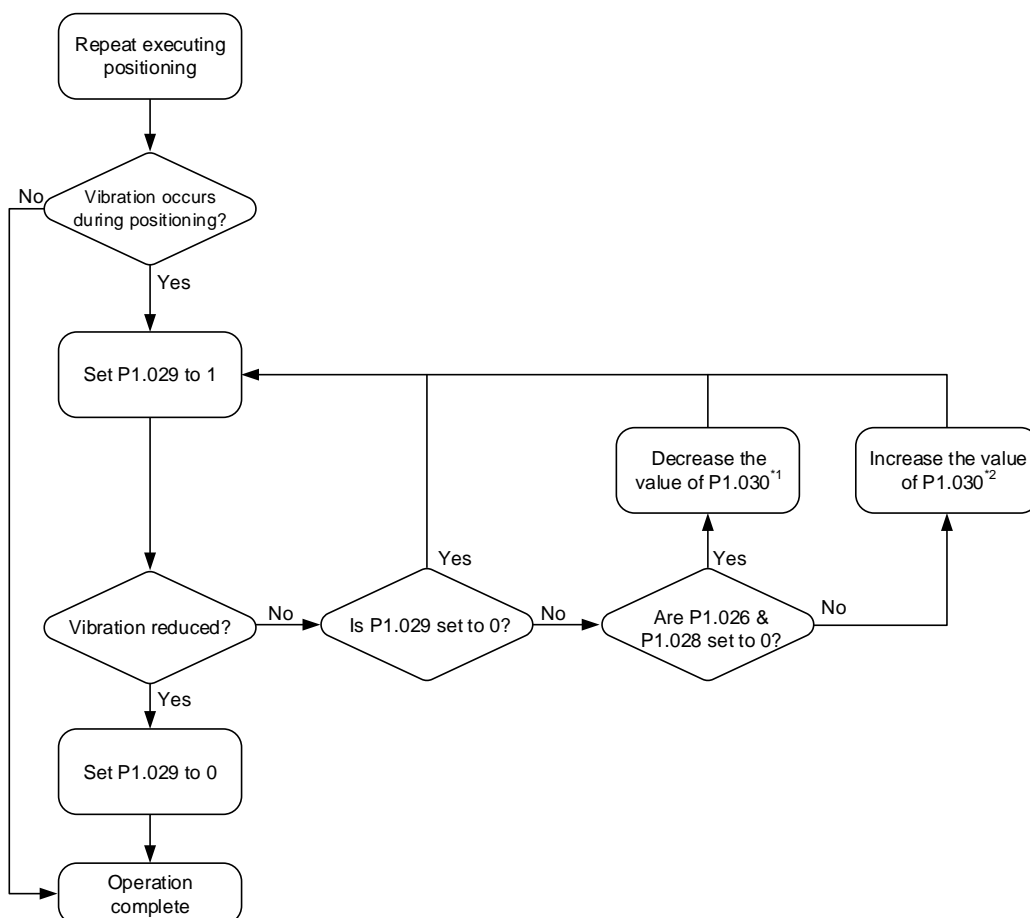 Repeat executing
positioning
No
Vibration occurs
during positioning?
Yes
Set P1.029 to 1
Decrease the
value of P1.030*1
Increase the value
of P1.030*2
Yes
Yes
Vibration reduced?
No
Is P1.029 set to 0?
No
Are P1.026 &
P1.028 set to 0?
No
Yes
Set P1.029 to 0
Operation
complete